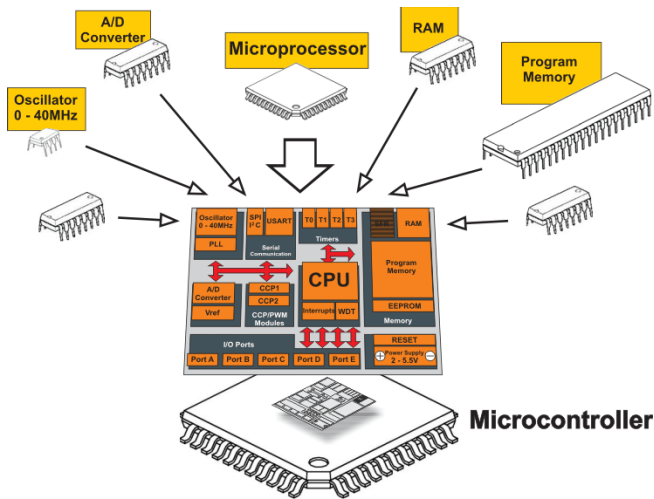 A/D
Converter
Microprocessor
RAM
Program
Memory
Oscillator
0 - 40MHz
Oscillator
0 - 40MHz
PLL
SPI
I²C
USART
Serial
Communication
T0
T1
T2
T3
Timers
RAM
Program
Memory
EEPROM
Memory
A/D
Converter
Vref
CCP1
CCP2
CCP/PWM
Modules
CPU
Interrupts
WDT
I/O Ports
Port A
Port B
Port C
Port D
Port E
RESET
+
Power Supply
2 - 5.5V
−
Microcontroller